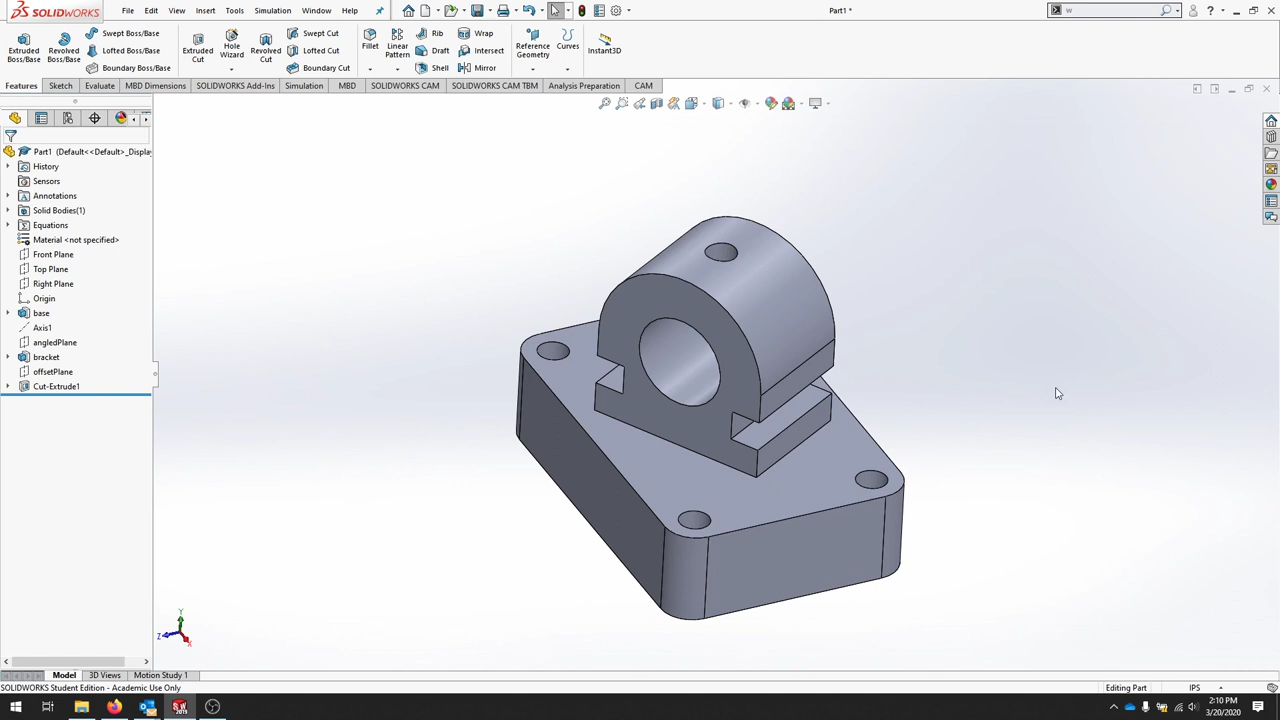 SOLIDWORKS File Edit View Insert Tools Simulation Window Help Part1 * w ?
Extruded Boss/Base
Revolved Boss/Base
Swept Boss/Base
Lofted Boss/Base
Boundary Boss/Base
Extruded Cut
Hole Wizard
Revolved Cut
Swept Cut
Lofted Cut
Boundary Cut
Fillet
Linear Pattern
Rib
Draft
Shell
Wrap
Intersect
Mirror
Reference Geometry
Curves
Instant3D
Features Sketch Evaluate MBD Dimensions SOLIDWORKS Add-Ins Simulation MBD SOLIDWORKS CAM SOLIDWORKS CAM TBM Analysis Preparation CAM
Part1 (Default<<Default>_Display
History
Sensors
Annotations
Solid Bodies(1)
Equations
Material <not specified>
Front Plane
Top Plane
Right Plane
Origin
base
Axis1
angledPlane
bracket
offsetPlane
Cut-Extrude1
Y
Z
X
Model 3D Views Motion Study 1
SOLIDWORKS Student Edition - Academic Use Only Editing Part IPS
2:10 PM
3/20/2020